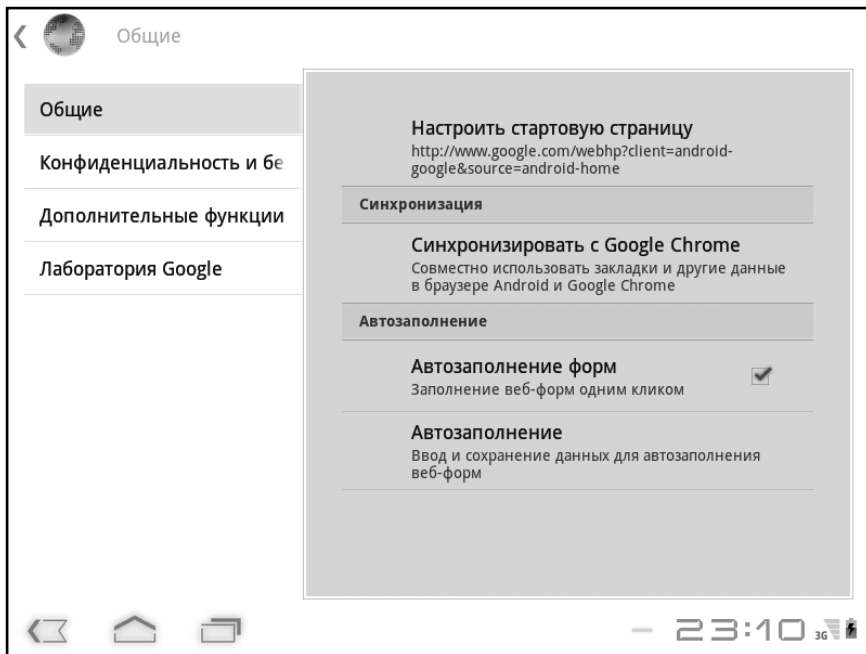 Общие
Общие
Конфиденциальность и бе
Дополнительные функции
Лаборатория Google
Настроить стартовую страницу
http://www.google.com/webhp?client=android-
google&source=android-home
Синхронизация
Синхронизировать с Google Chrome
Совместно использовать закладки и другие данные
в браузере Android и Google Chrome
Автозаполнение
Автозаполнение форм
Заполнение веб-форм одним кликом
Автозаполнение
Ввод и сохранение данных для автозаполнения
веб-форм
23:10 3G